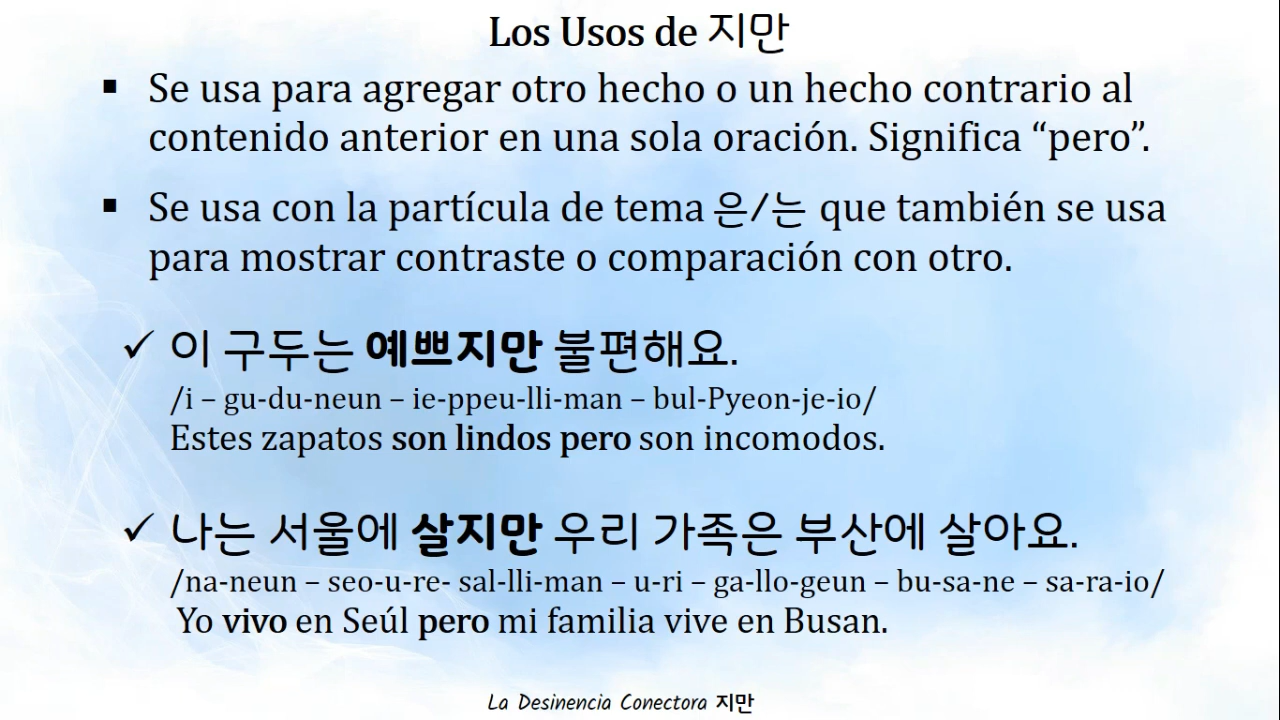 Los Usos de 지만
▪ Se usa para agregar otro hecho o un hecho contrario al
contenido anterior en una sola oración. Significa “pero”.
▪ Se usa con la partícula de tema 은/는 que también se usa
para mostrar contraste o comparación con otro.
✓ 이 구두는 예쁘지만 불편해요.
/i – gu-du-neun – ie-ppeu-lli-man – bul-Pyeon-je-io/
Estes zapatos son lindos pero son incomodos.
✓ 나는 서울에 살지만 우리 가족은 부산에 살아요.
/na-neun – seo-u-re- sal-lli-man – u-ri – ga-llo-geun – bu-sa-ne – sa-ra-io/
Yo vivo en Seúl pero mi familia vive en Busan.
La Desinencia Conectora 지만